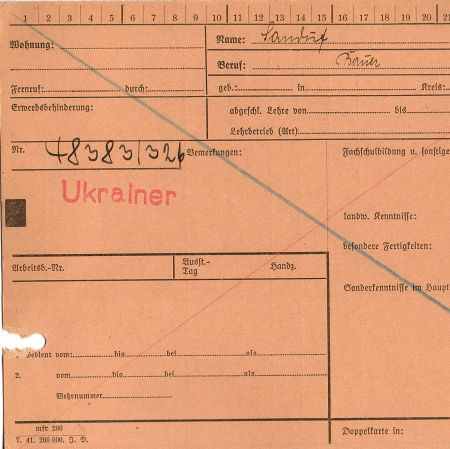 1 2 3 4 5 6 7 8 9 10 11 12 13 14 15 16 17 18 19 20 21
Wohnung:
Name:
Beruf: Bauer
Fernruf: durch:
geb.: in Kreis:
Erwerbsbehinderung:
abgeschl. Lehre von bis
Lehrbetrieb (Art)
Nr. 48383/326
Bemerkungen:
Fachschulbildung u. sonstige
Ukrainer
landw. Kenntnisse:
besondere Fertigkeiten:
Arbeitsb.-Nr.
Ausst.-Tag
Handz.
Sonderkenntnisse im Haupt
1. Gedient vom: bis bei als
2. vom bis bei als
Wehrnummer
mft 280
7. 41. 200 000. J. D.
Doppelkarte in: